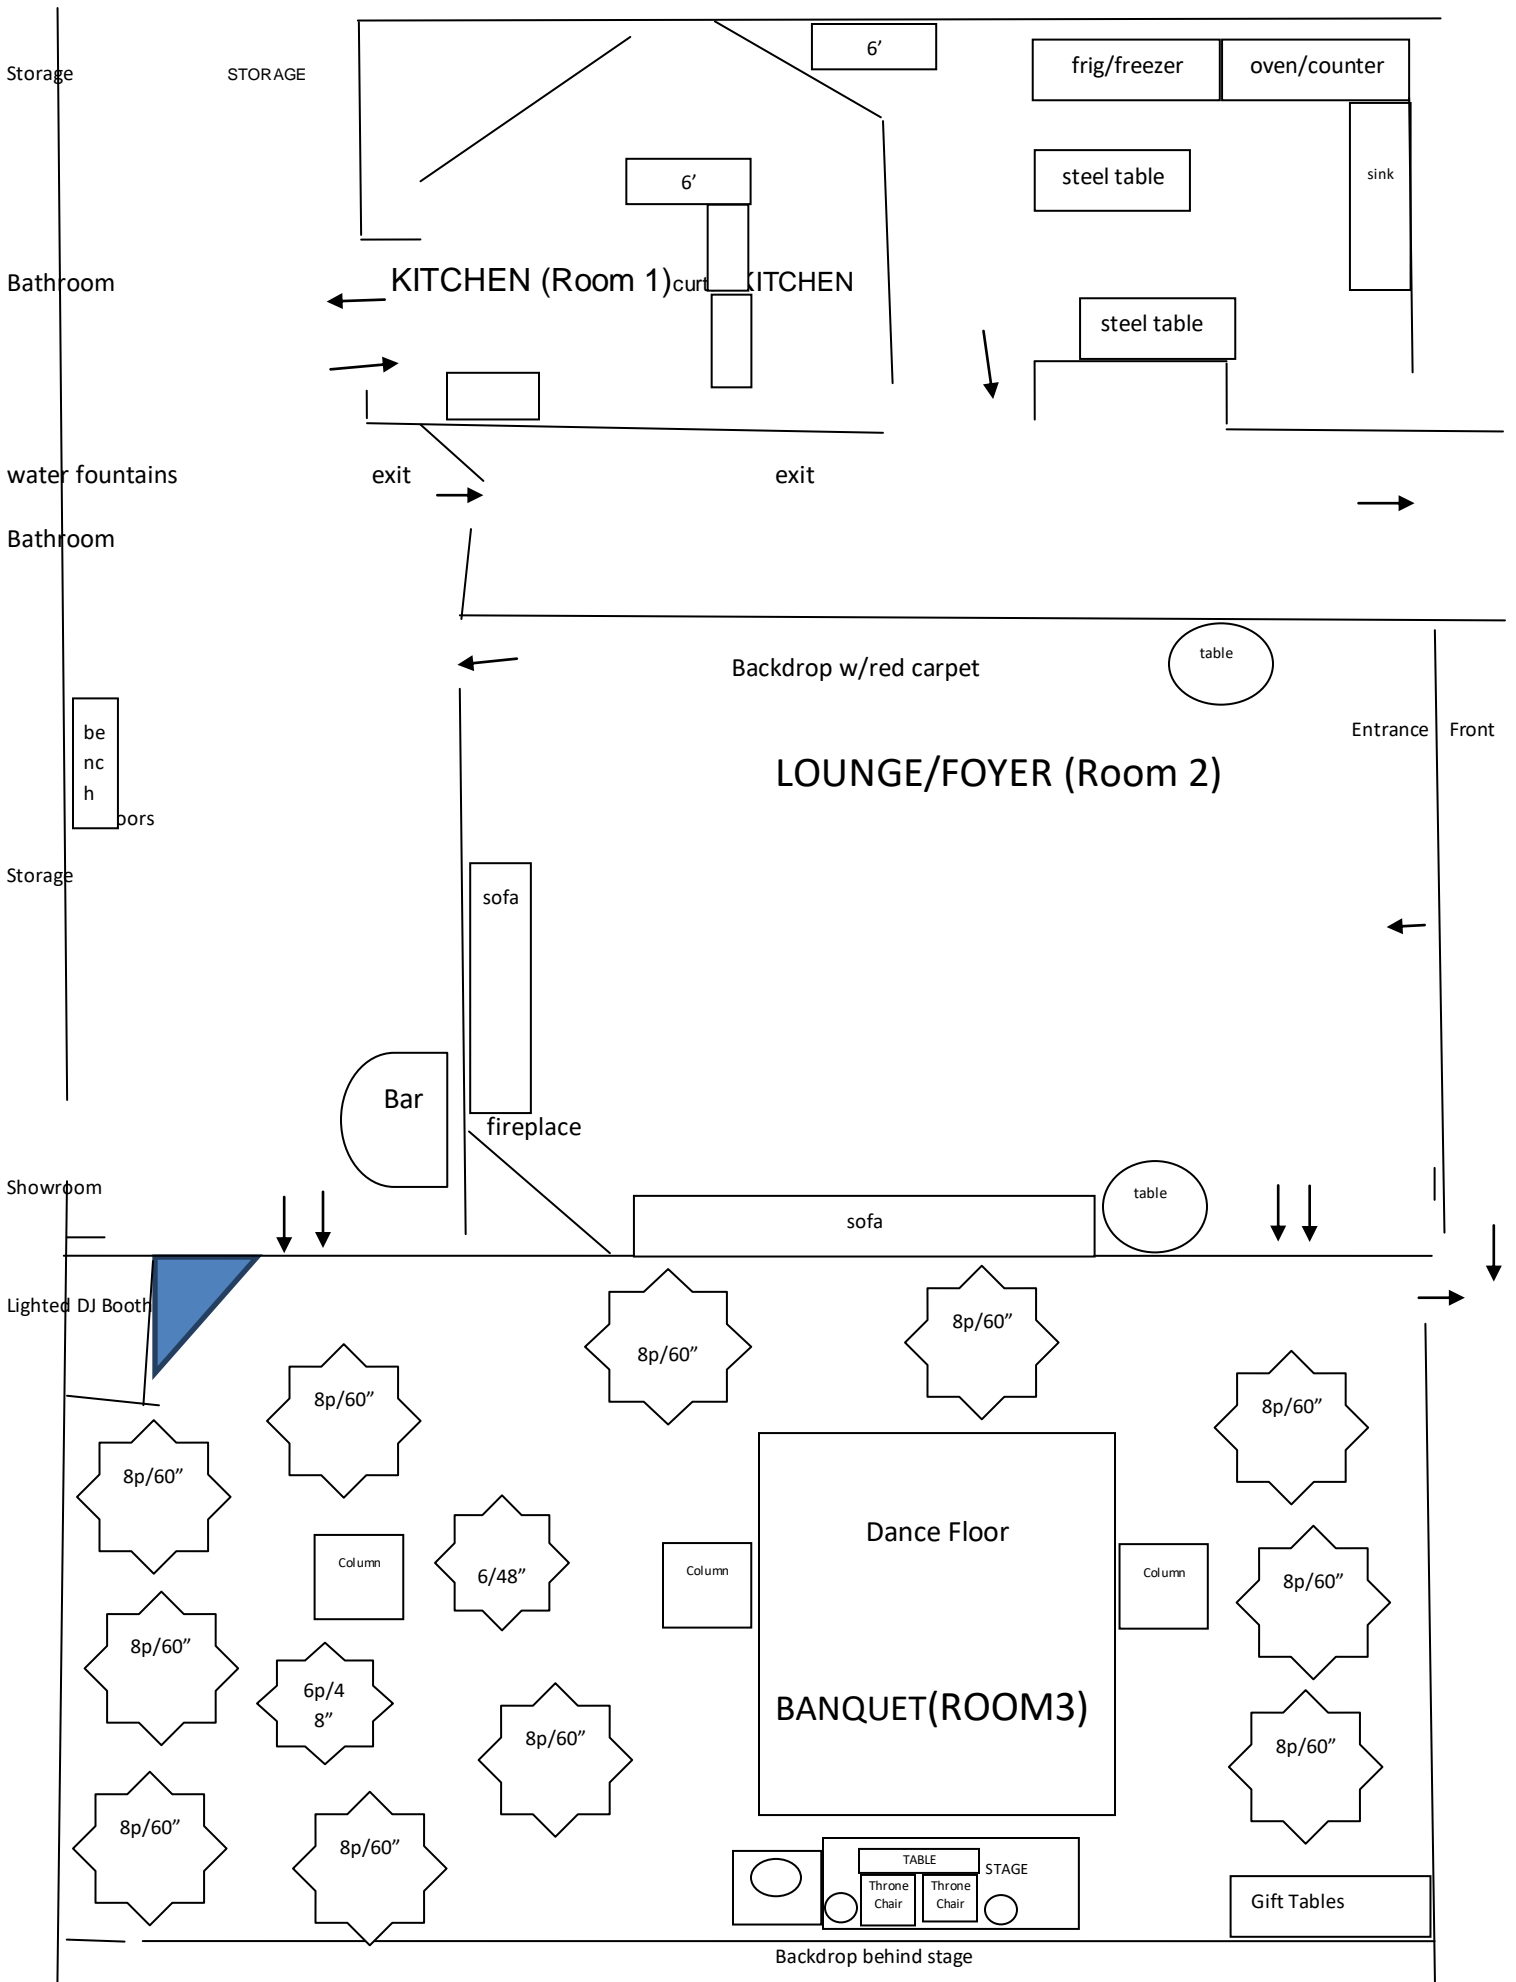 6’
frig/freezer
oven/counter
Storage
STORAGE
6’
steel table
sink
KITCHEN (Room 1)
KITCHEN
Bathroom
steel table
water fountains
exit
exit
Bathroom
Backdrop w/red carpet
table
be
nc
h
Entrance
Front
LOUNGE/FOYER (Room 2)
Storage
sofa
Bar
fireplace
Showroom
sofa
table
Lighted DJ Booth
8p/60”
8p/60”
8p/60”
8p/60”
8p/60”
Dance Floor
Column
6/48”
Column
Column
8p/60”
8p/60”
6p/4
8”
BANQUET(ROOM3)
8p/60”
8p/60”
8p/60”
8p/60”
TABLE
STAGE
Throne
Chair
Throne
Chair
Gift Tables
Backdrop behind stage